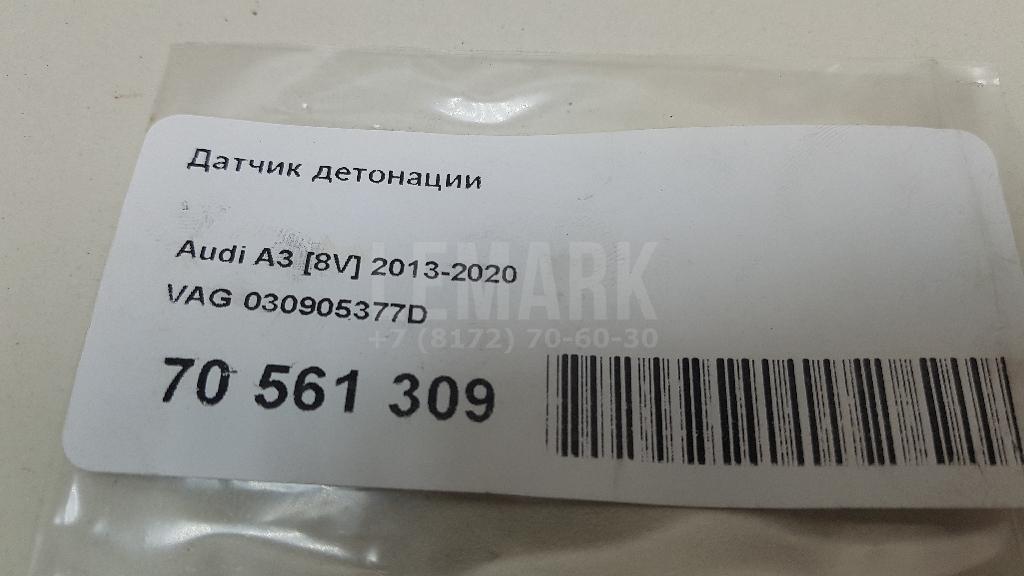 Датчик детонации
Audi A3 [8V] 2013-2020
VAG 030905377D
70 561 309
LEMARK
+7 (8172) 70-60-30